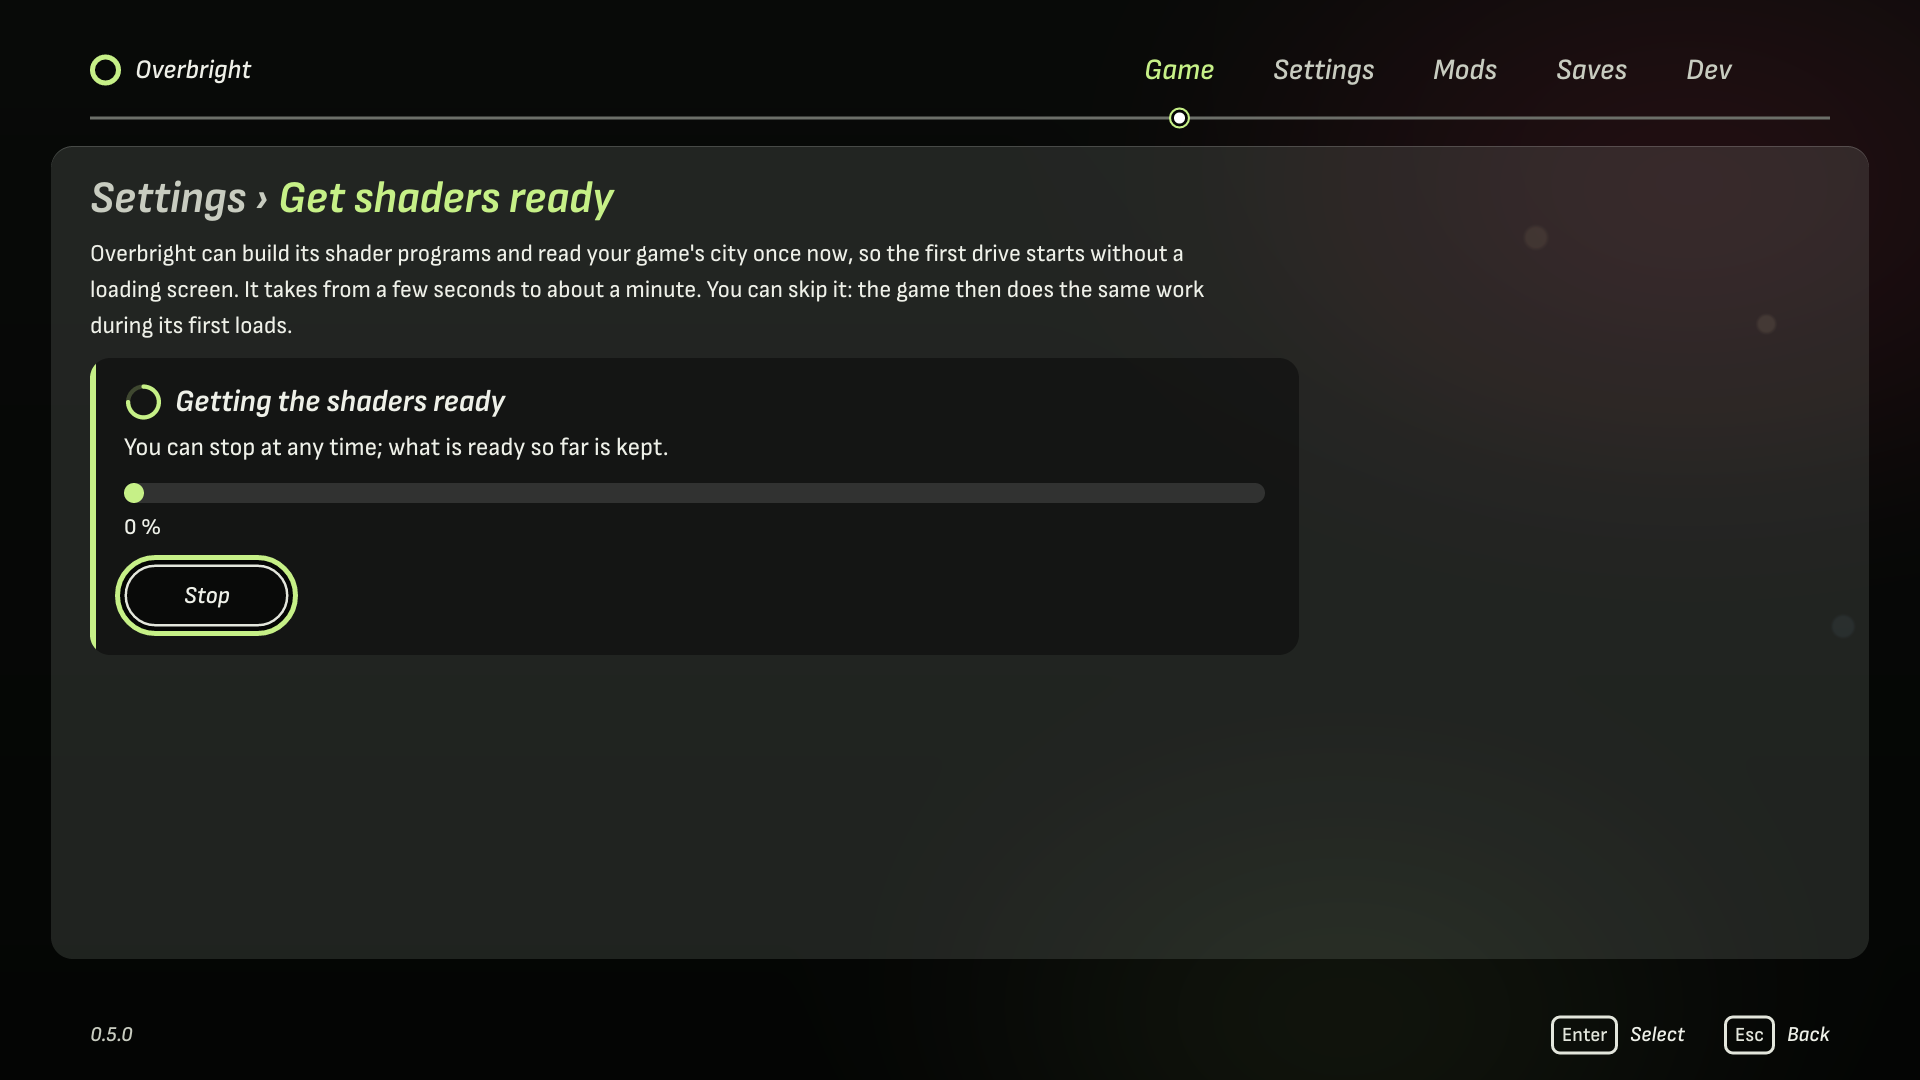 Overbright
Game
Settings
Mods
Saves
Dev
Settings › Get shaders ready
Overbright can build its shader programs and read your game's city once now, so the first drive starts without a
loading screen. It takes from a few seconds to about a minute. You can skip it: the game then does the same work
during its first loads.
Getting the shaders ready
You can stop at any time; what is ready so far is kept.
0 %
Stop
0.5.0
Enter Select
Esc Back